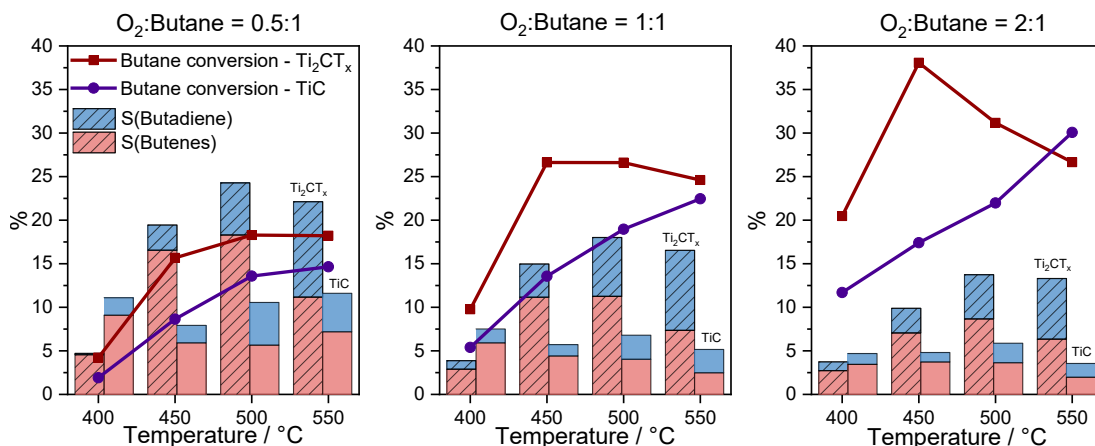 O₂:Butane = 0.5:1
40
35
30
25
20
15
10
5
0
%
Butane conversion - Ti₂CTₓ
Butane conversion - TiC
S(Butadiene)
S(Butenes)
Ti₂CTₓ
TiC
400 450 500 550
Temperature / °C
O₂:Butane = 1:1
40
35
30
25
20
15
10
5
0
%
Ti₂CTₓ
TiC
400 450 500 550
Temperature / °C
O₂:Butane = 2:1
40
35
30
25
20
15
10
5
0
%
Ti₂CTₓ
TiC
400 450 500 550
Temperature / °C